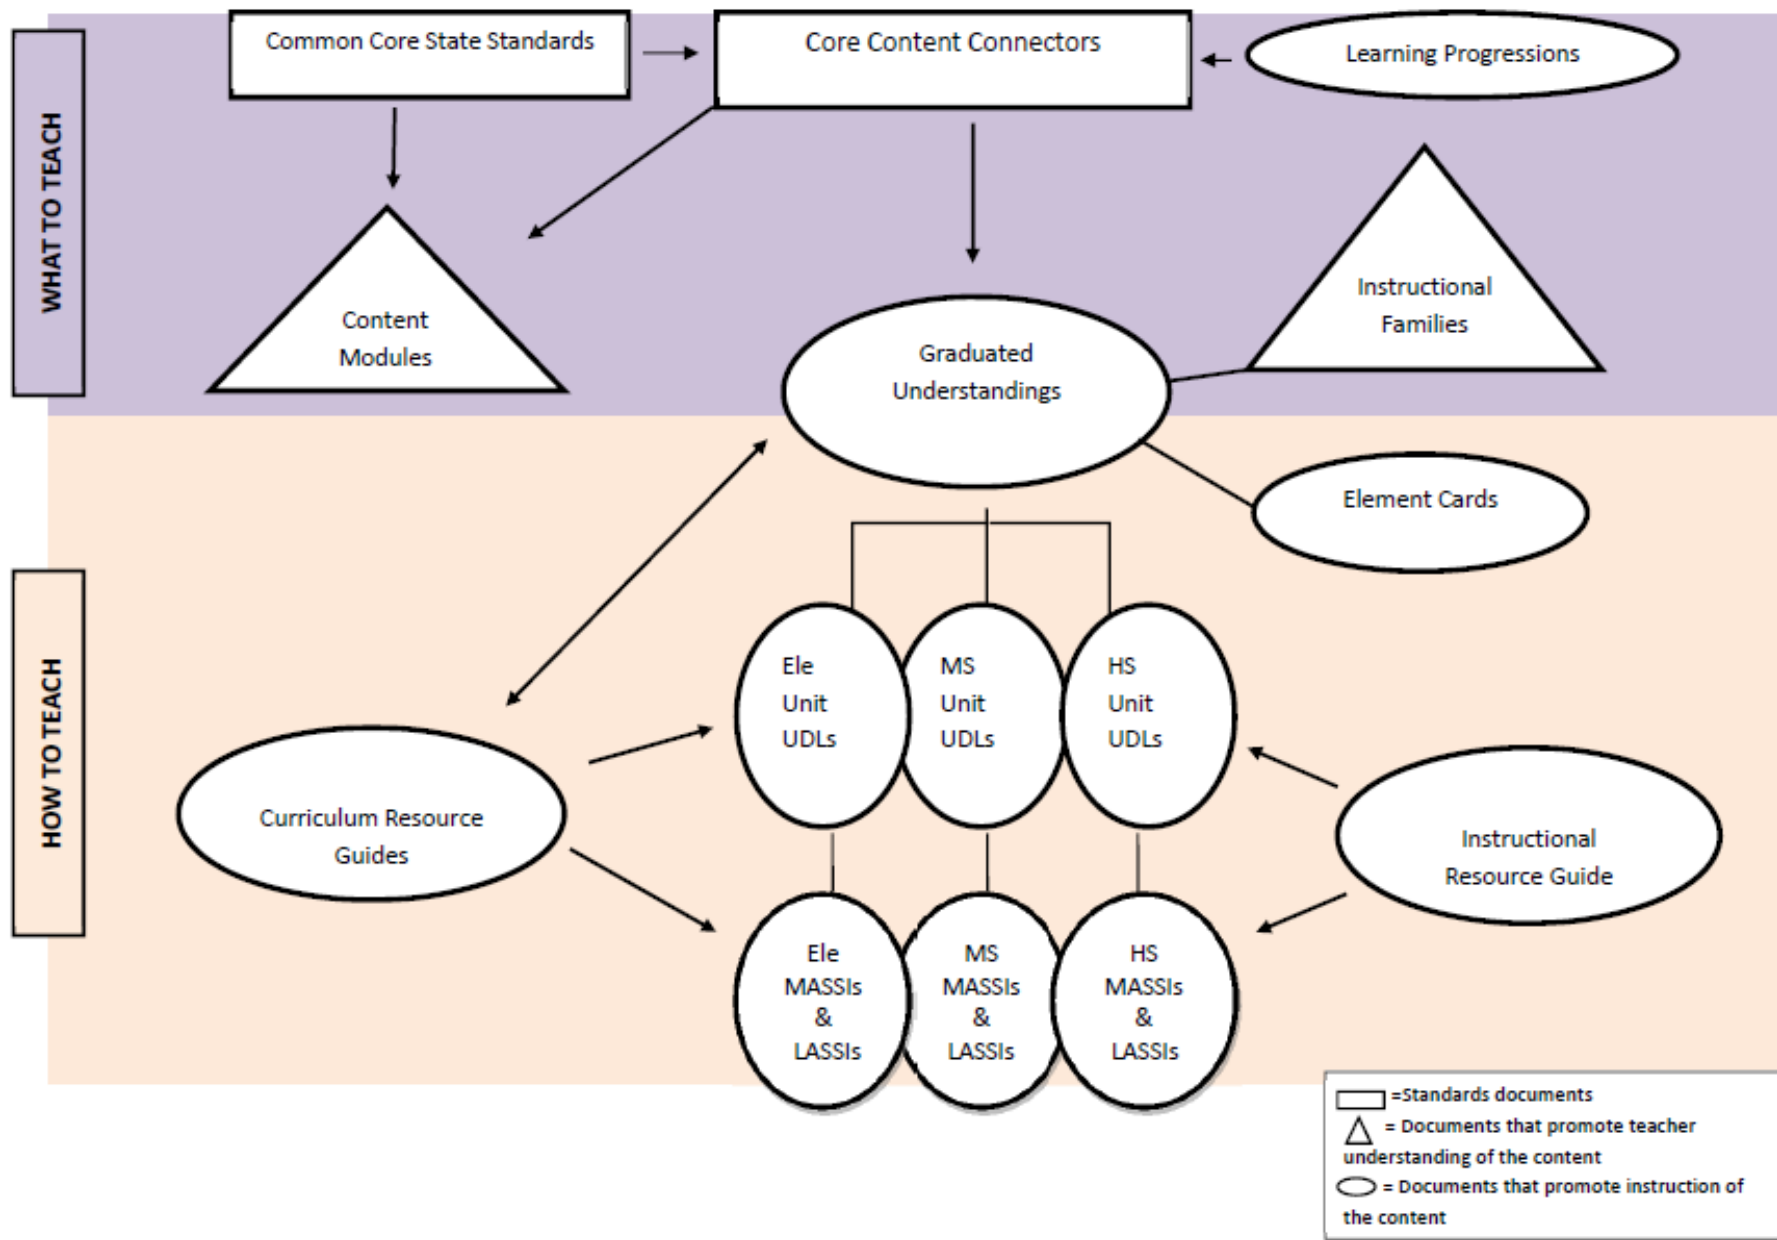 Common Core State Standards
Core Content Connectors
Learning Progressions
WHAT TO TEACH
Content
Modules
Instructional
Families
Graduated
Understandings
Element Cards
HOW TO TEACH
Ele
Unit
UDLs
MS
Unit
UDLs
HS
Unit
UDLs
Curriculum Resource
Guides
Instructional
Resource Guide
Ele
MASSIs
&
LASSIs
MS
MASSIs
&
LASSIs
HS
MASSIs
&
LASSIs
=Standards documents
= Documents that promote teacher
understanding of the content
= Documents that promote instruction of
the content